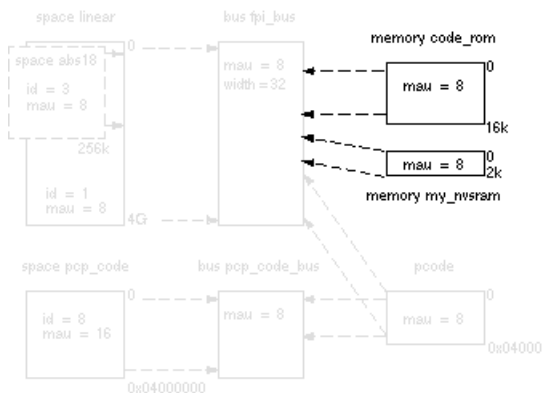 space linear
bus fpi_bus
memory code_rom
0
space abs18
id = 3
mau = 8
256k
id = 1
mau = 8
4G
mau = 8
width = 32
0
mau = 8
16k
mau = 8
0
2k
memory my_nvsram
space pcp_code
bus pcp_code_bus
pcode
0
id = 8
mau = 16
0x04000000
mau = 8
0
mau = 8
0x04000